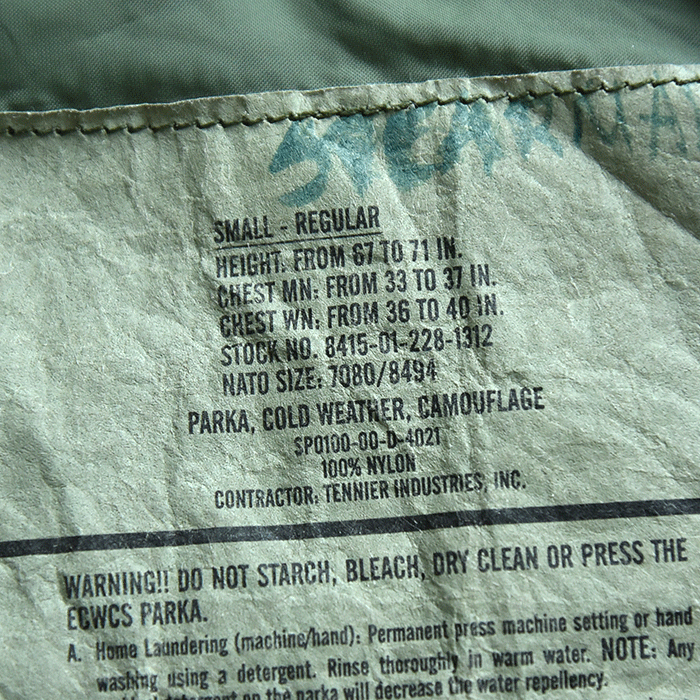 STEARMA
SMALL - REGULAR
HEIGHT: FROM 67 TO 71 IN.
CHEST MN: FROM 33 TO 37 IN.
CHEST WN: FROM 36 TO 40 IN.
STOCK NO. 8415-01-228-1312
NATO SIZE: 7080/8494
PARKA, COLD WEATHER, CAMOUFLAGE
SPO100-00-D-4021
100% NYLON
CONTRACTOR: TENNIER INDUSTRIES, INC.
WARNING!! DO NOT STARCH, BLEACH, DRY CLEAN OR PRESS THE
ECWCS PARKA.
A. Home Laundering (machine/hand): Permanent press machine setting or hand
washing using a detergent. Rinse thoroughly in warm water. NOTE: Any
detergent on the parka will decrease the water repellency.